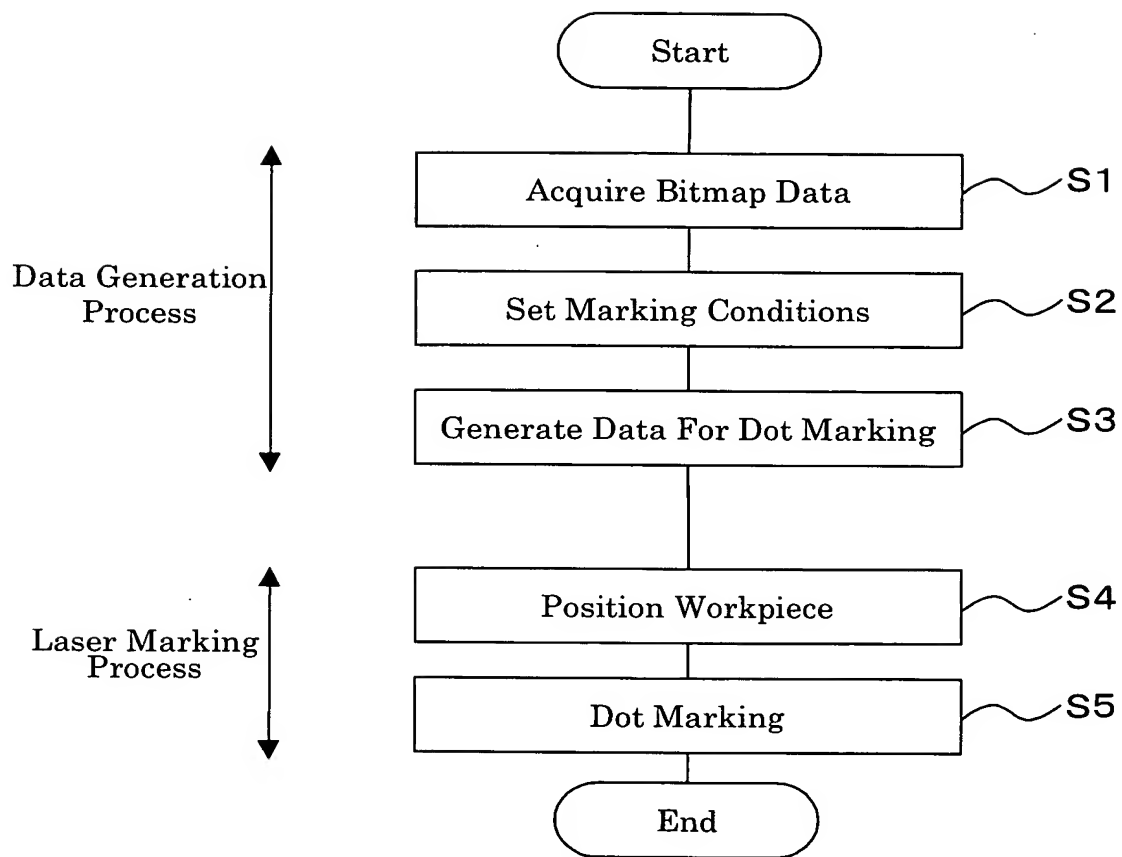 Start
Acquire Bitmap Data
S1
Data Generation
Process
Set Marking Conditions
S2
Generate Data For Dot Marking
S3
Position Workpiece
S4
Laser Marking
Process
Dot Marking
S5
End